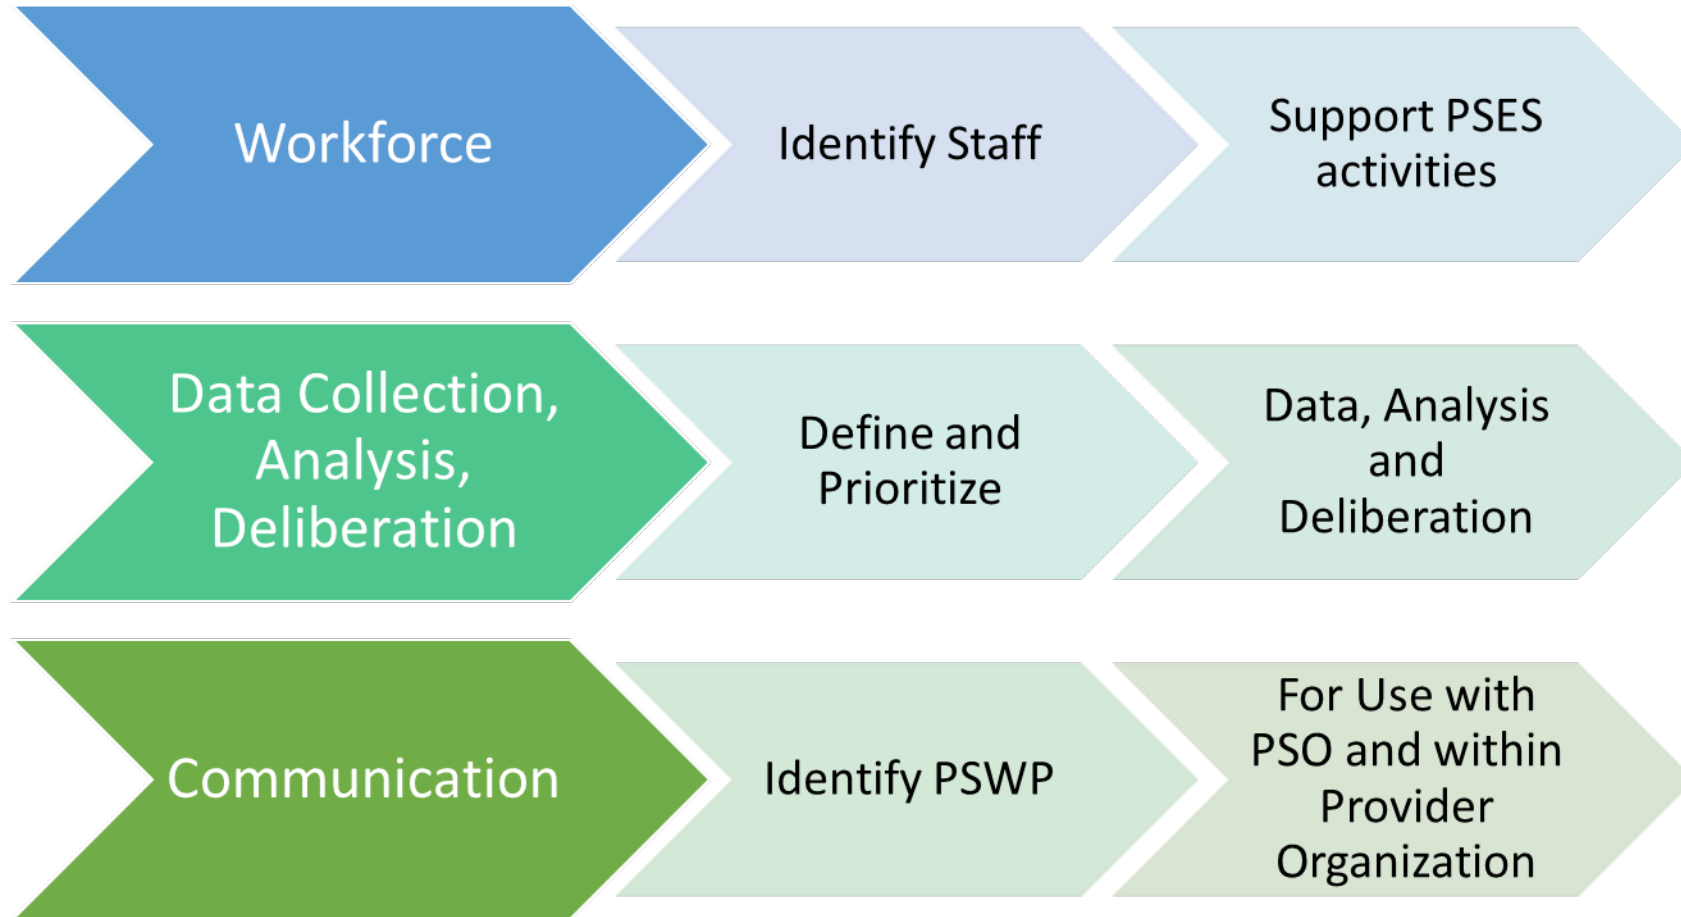 Workforce
Identify Staff
Support PSES
activities
Data Collection,
Analysis,
Deliberation
Define and
Prioritize
Data, Analysis
and
Deliberation
Communication
Identify PSWP
For Use with
PSO and within
Provider
Organization